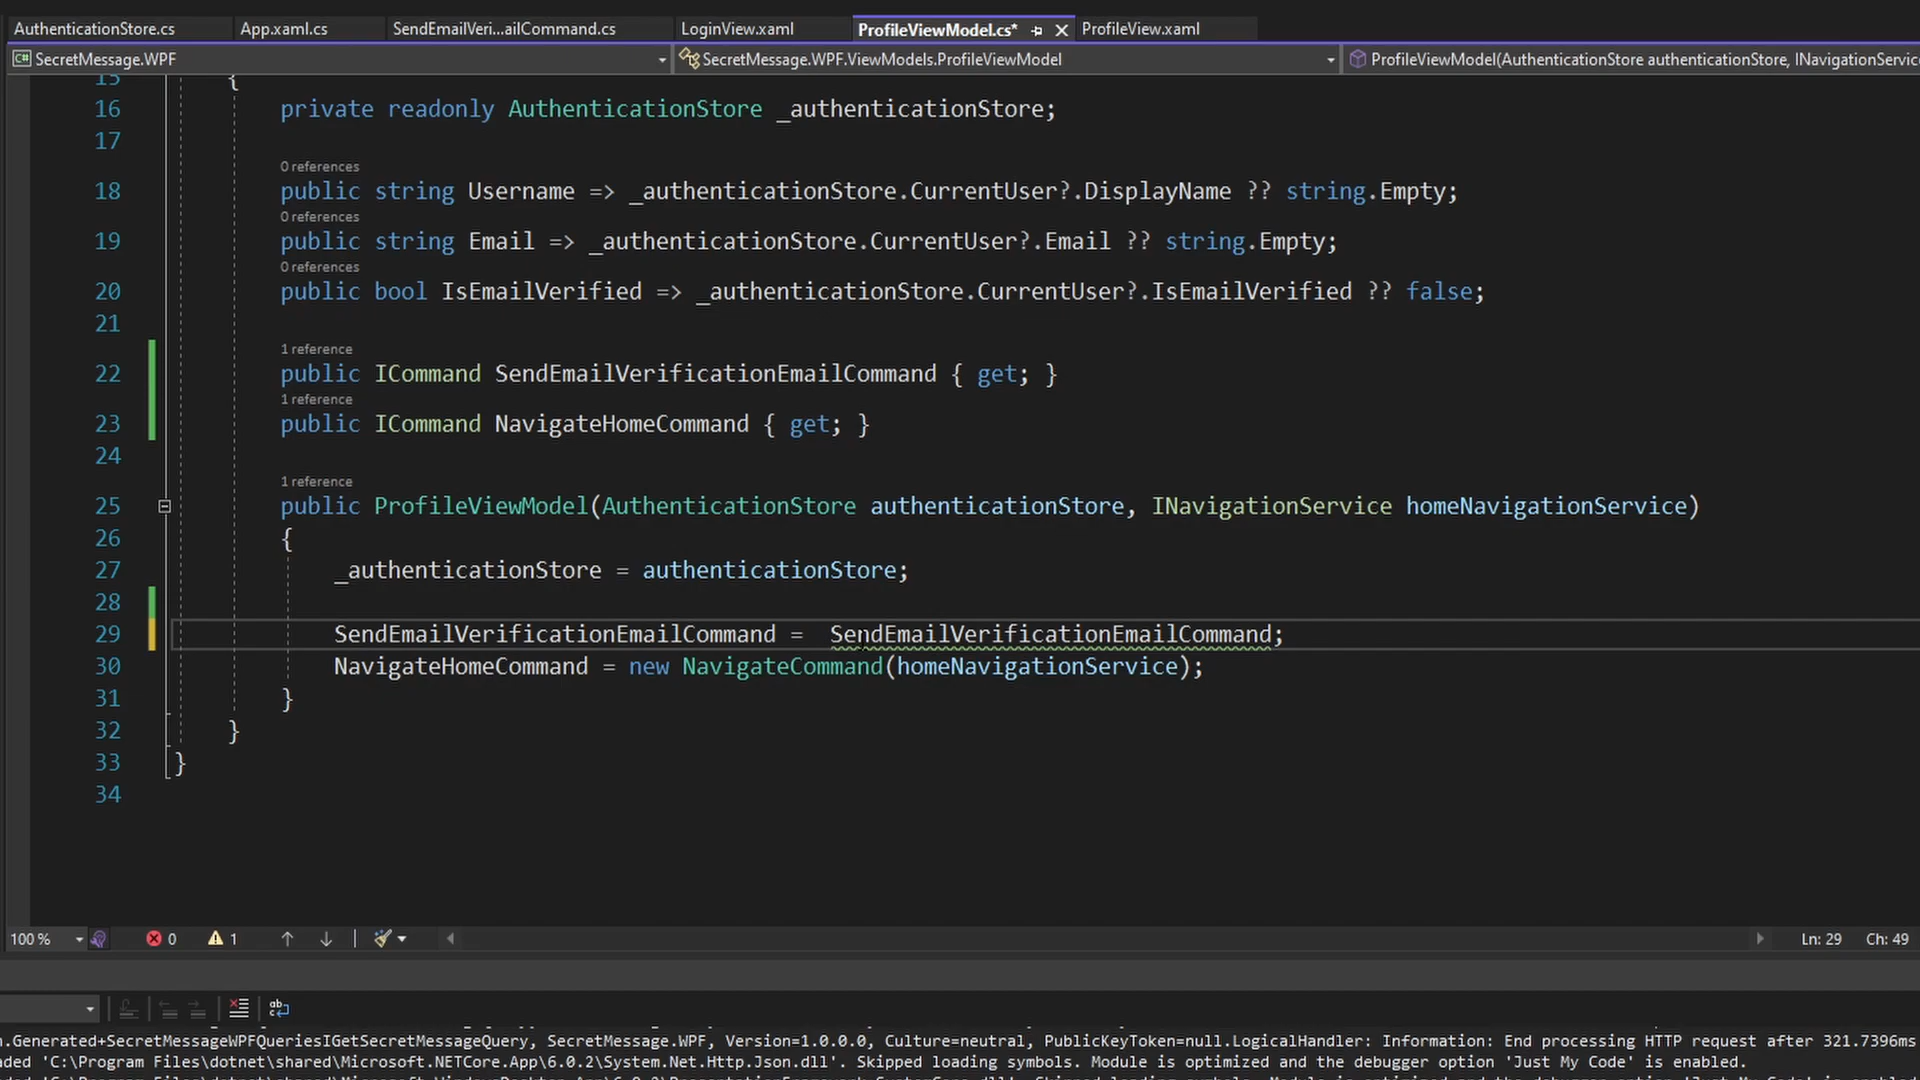 AuthenticationStore.cs App.xaml.cs SendEmailVeri...ailCommand.cs LoginView.xaml ProfileViewModel.cs* ProfileView.xaml
C# SecretMessage.WPF SecretMessage.WPF.ViewModels.ProfileViewModel ProfileViewModel(AuthenticationStore authenticationStore, INavigationService
15 {
16 private readonly AuthenticationStore _authenticationStore;
17
0 references
18 public string Username => _authenticationStore.CurrentUser?.DisplayName ?? string.Empty;
0 references
19 public string Email => _authenticationStore.CurrentUser?.Email ?? string.Empty;
0 references
20 public bool IsEmailVerified => _authenticationStore.CurrentUser?.IsEmailVerified ?? false;
21
1 reference
22 public ICommand SendEmailVerificationEmailCommand { get; }
1 reference
23 public ICommand NavigateHomeCommand { get; }
24
1 reference
25 public ProfileViewModel(AuthenticationStore authenticationStore, INavigationService homeNavigationService)
26 {
27 _authenticationStore = authenticationStore;
28
29 SendEmailVerificationEmailCommand =  SendEmailVerificationEmailCommand;
30 NavigateHomeCommand = new NavigateCommand(homeNavigationService);
31 }
32 }
33 }
34
100 % 0 1 Ln: 29 Ch: 49
n.Generated+SecretMessageWPFQueriesIGetSecretMessageQuery, SecretMessage.WPF, Version=1.0.0.0, Culture=neutral, PublicKeyToken=null.LogicalHandler: Information: End processing HTTP request after 321.7396ms
aded 'C:\Program Files\dotnet\shared\Microsoft.NETCore.App\6.0.2\System.Net.Http.Json.dll'. Skipped loading symbols. Module is optimized and the debugger option 'Just My Code' is enabled.